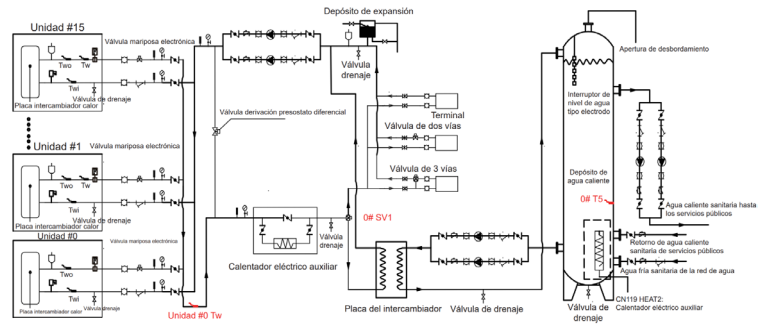 Unidad #15
Válvula mariposa electrónica
Two
Tw
Twi
Válvula de drenaje
Placa intercambiador calor
Unidad #1
Válvula mariposa electrónica
Two
Tw
Twi
Válvula de drenaje
Placa intercambiador calor
Unidad #0
Válvula mariposa electrónica
Two
Tw
Twi
Válvula de drenaje
Placa intercambiador calor
Unidad #0 Tw
Depósito de expansión
Válvula
drenaje
Válvula derivación presostato diferencial
Terminal
Válvula de dos vías
Válvula de 3 vías
0# SV1
Válvula
drenaje
Calentador eléctrico auxiliar
Placa del intercambiador
Válvula de drenaje
Apertura de desbordamiento
Interruptor de
nivel de agua
tipo electrodo
Depósito de
agua caliente
0# T5
Agua caliente sanitaria hasta
los servicios públicos
Retorno de agua caliente
sanitaria de servicios públicos
Agua fría sanitaria de la red de agua
CN119 HEAT2:
Calentador eléctrico auxiliar
Válvula de
drenaje